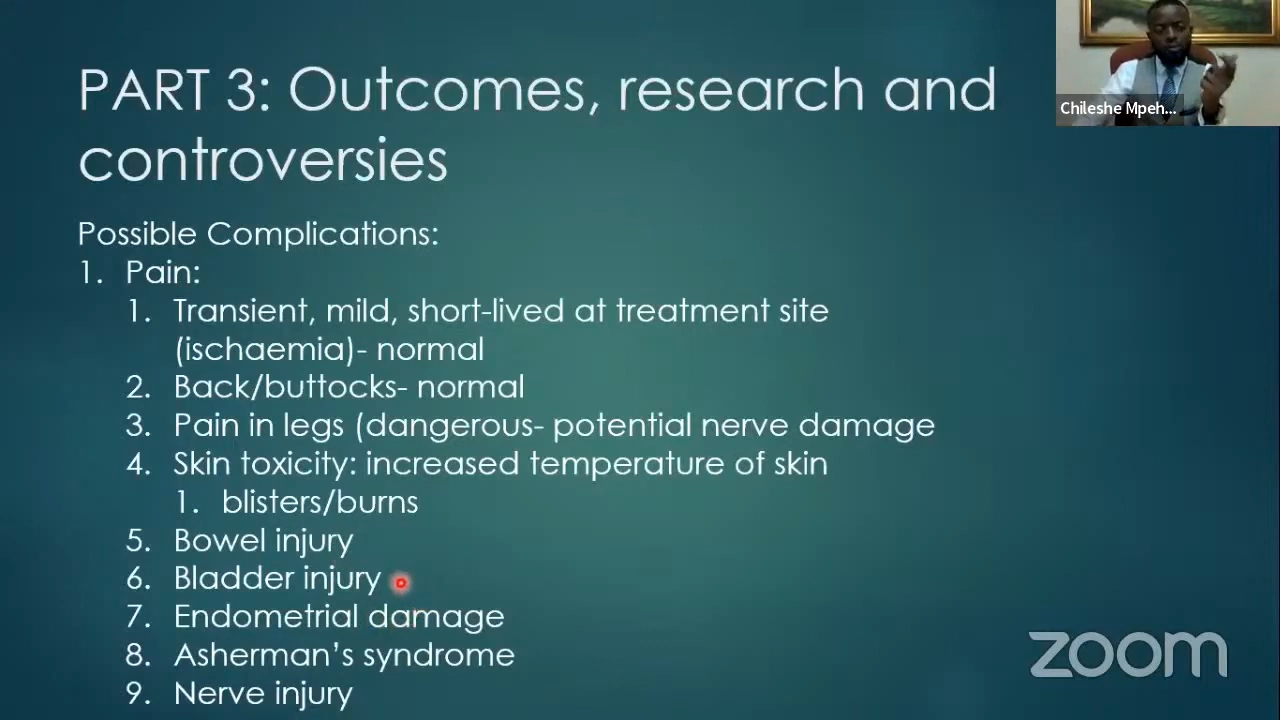 PART 3: Outcomes, research and
controversies
Chileshe Mpeh...
Possible Complications:
1. Pain:
1. Transient, mild, short-lived at treatment site
(ischaemia)- normal
2. Back/buttocks- normal
3. Pain in legs (dangerous- potential nerve damage
4. Skin toxicity: increased temperature of skin
1. blisters/burns
5. Bowel injury
6. Bladder injury
7. Endometrial damage
8. Asherman's syndrome
9. Nerve injury
zoom